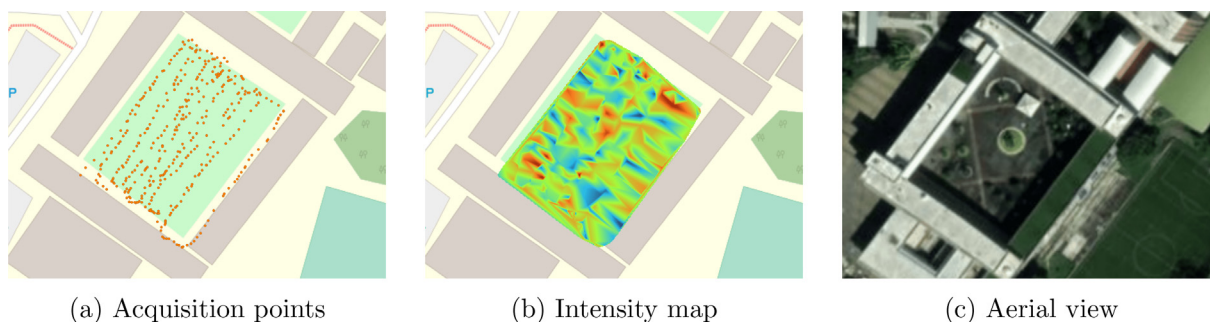 P
P
(a) Acquisition points
(b) Intensity map
(c) Aerial view